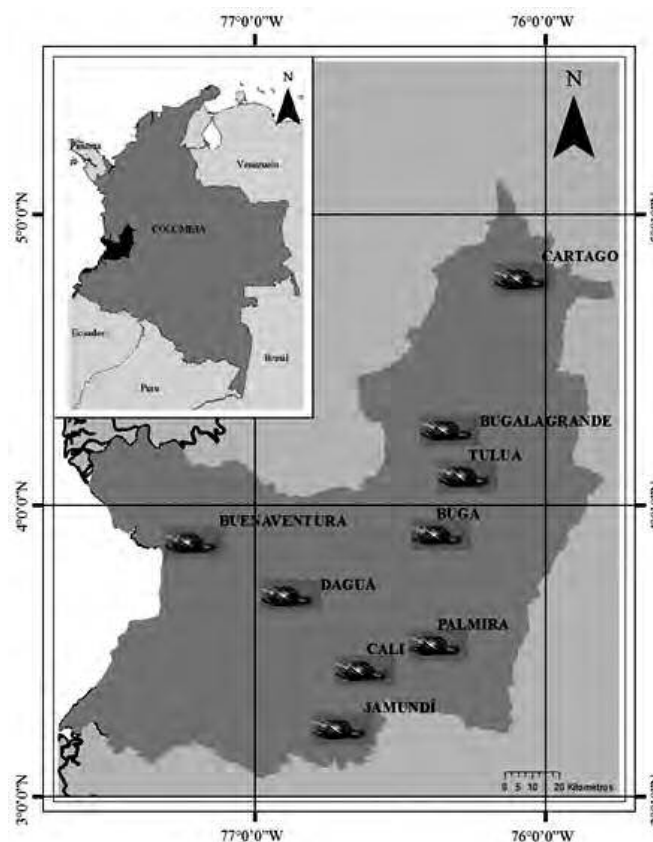 77°0'0"W
76°0'0"W
N
N
Panama
Venezuela
COLOMBIA
Ecuador
Peru
Brasil
5°0'0"N
CARTAGO
BUGALAGRANDE
TULUA
4°0'0"N
BUGA
BUENAVENTURA
DAGUÁ
PALMIRA
CALI
JAMUNDÍ
0 5 10 20 Kilometros
3°0'0"N
77°0'0"W
76°0'0"W